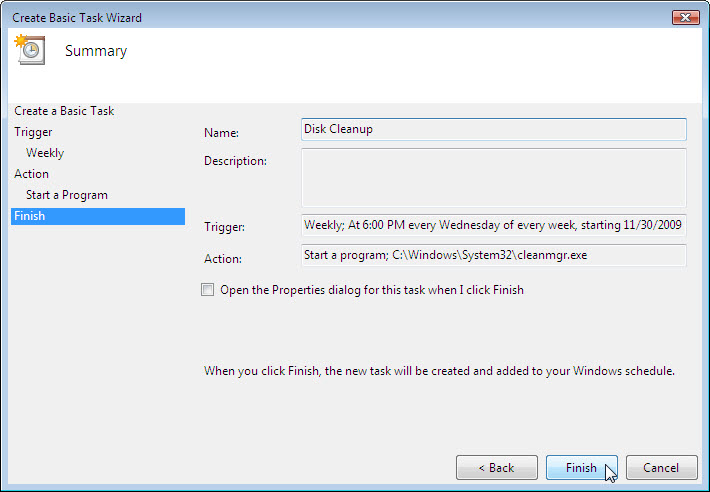 Create Basic Task Wizard
Summary
Create a Basic Task
Trigger
Weekly
Action
Start a Program
Finish
Name:
Disk Cleanup
Description:
Trigger:
Weekly; At 6:00 PM every Wednesday of every week, starting 11/30/2009
Action:
Start a program; C:\Windows\System32\cleanmgr.exe
Open the Properties dialog for this task when I click Finish
When you click Finish, the new task will be created and added to your Windows schedule.
< Back
Finish
Cancel